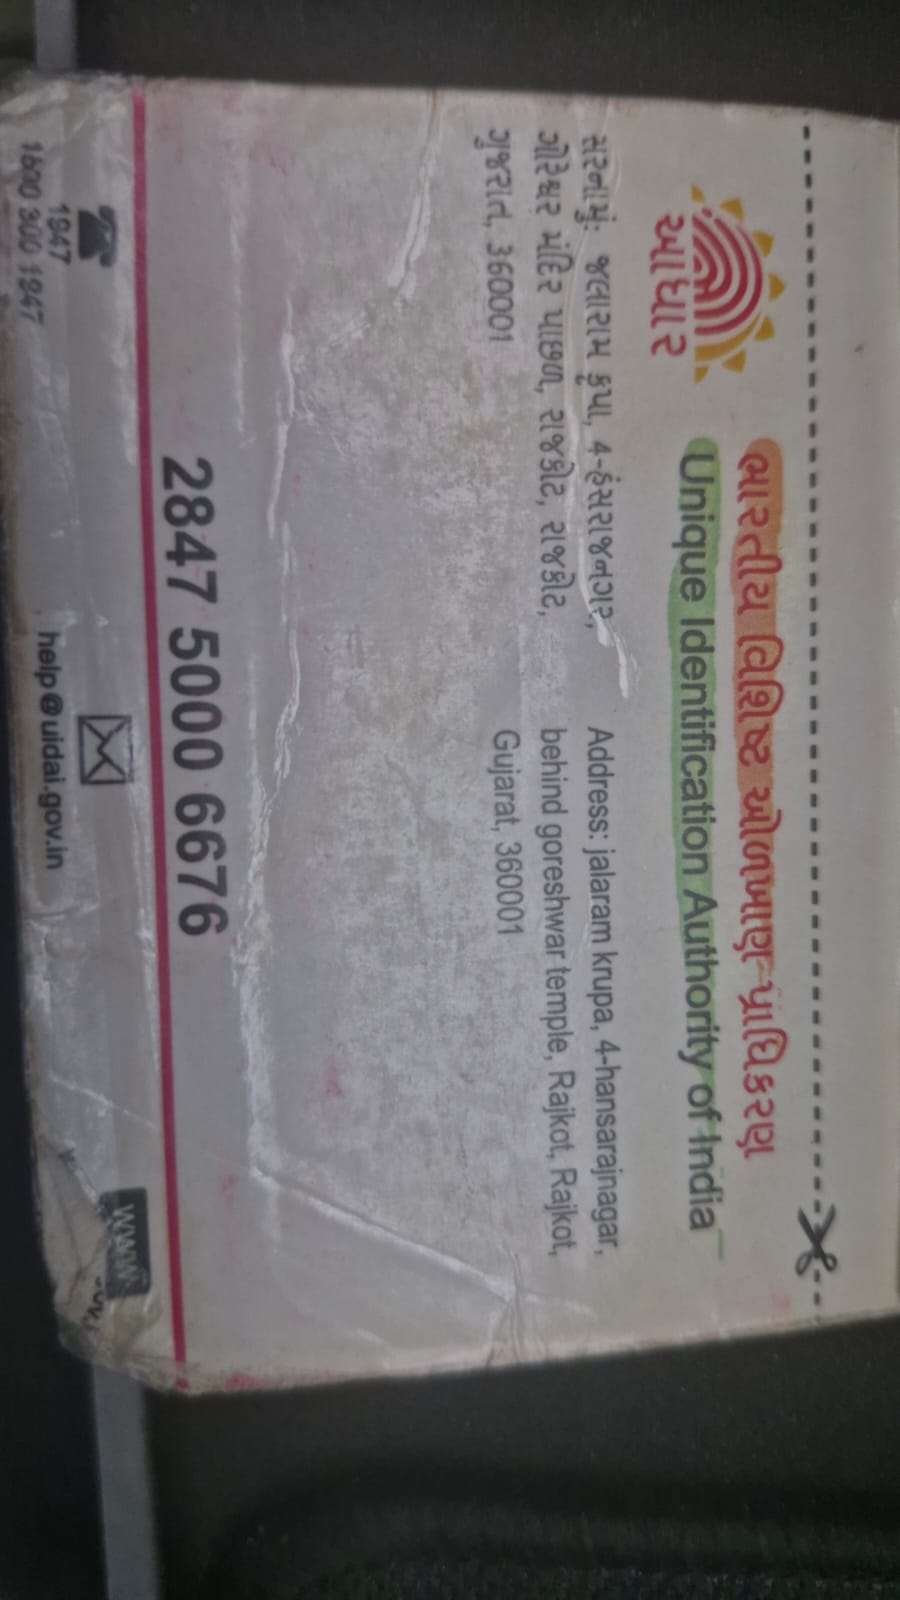 ભારતીય વિશિષ્ટ ઓળખાણ પ્રાધિકરણ
Unique Identification Authority of India
આધાર
સરનામું: જલારામ કૃપા, 4-હંસરાજનગર,
ગોરેશ્વર મંદિર પાછળ, રાજકોટ, રાજકોટ,
ગુજરાત, 360001
Address: jalaram krupa, 4-hansarajnagar,
behind goreshwar temple, Rajkot, Rajkot,
Gujarat, 360001
2847 5000 6676
1947
1800 300 1947
help@uidai.gov.in
www